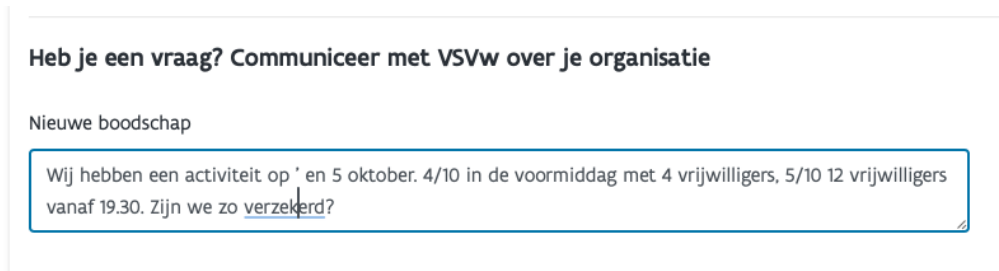 Heb je een vraag? Communiceer met VSVw over je organisatie
Nieuwe boodschap
Wij hebben een activiteit op ' en 5 oktober. 4/10 in de voormiddag met 4 vrijwilligers, 5/10 12 vrijwilligers
vanaf 19.30. Zijn we zo verzekerd?